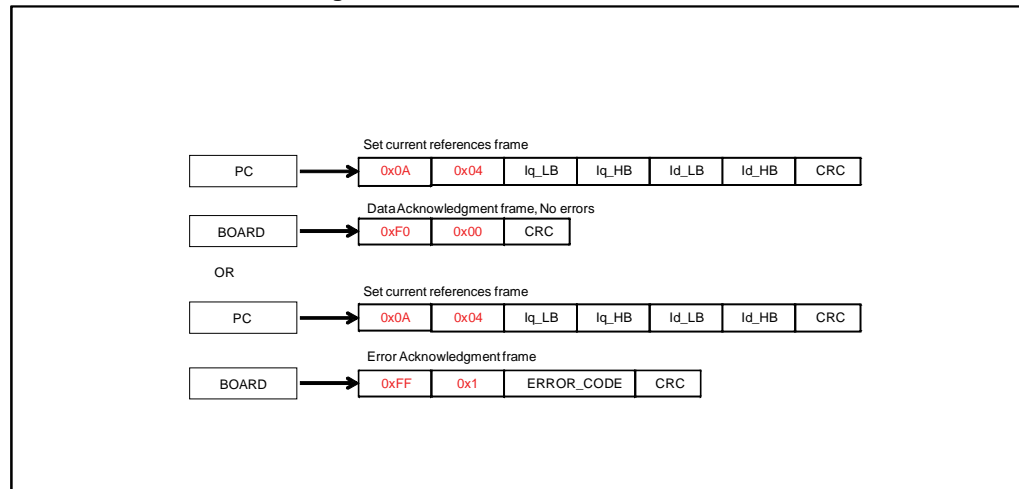 Set current references frame
PC 0x0A 0x04 Iq_LB Iq_HB Id_LB Id_HB CRC
Data Acknowledgment frame, No errors
BOARD 0xF0 0x00 CRC
OR
Set current references frame
PC 0x0A 0x04 Iq_LB Iq_HB Id_LB Id_HB CRC
Error Acknowledgment frame
BOARD 0xFF 0x1 ERROR_CODE CRC